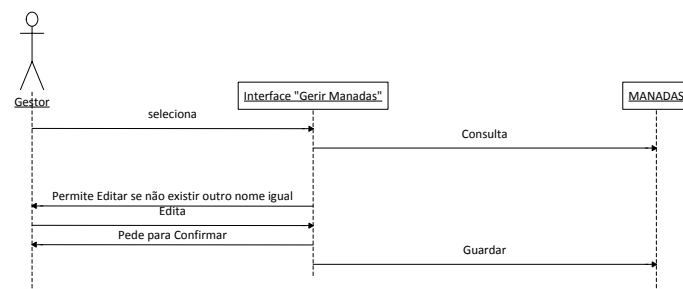 Gestor
Interface "Gerir Manadas"
MANADAS
seleciona
Consulta
Permite Editar se não existir outro nome igual
Edita
Pede para Confirmar
Guardar